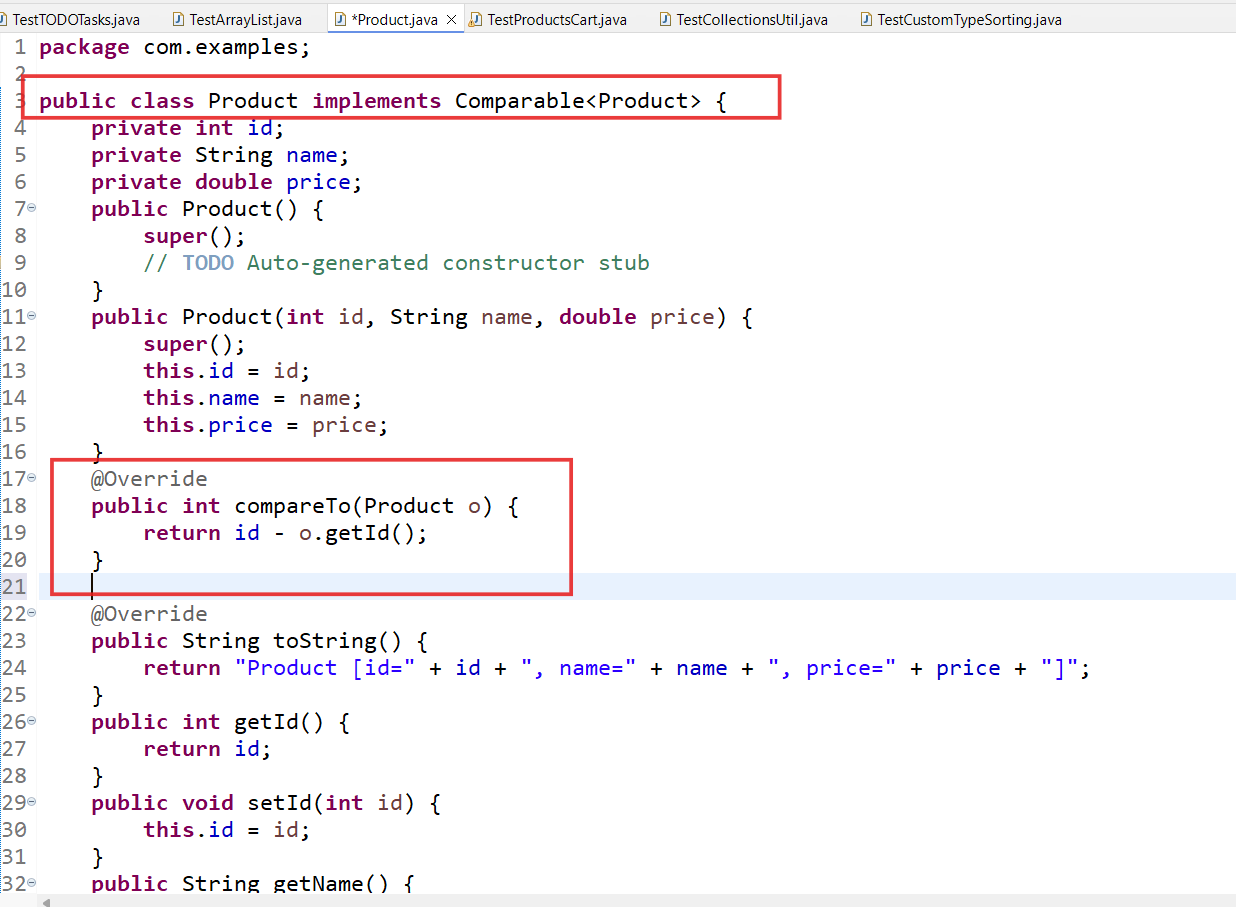 TestTODOTasks.java TestArrayList.java *Product.java TestProductsCart.java TestCollectionsUtil.java TestCustomTypeSorting.java
1 package com.examples;
2
3 public class Product implements Comparable<Product> {
4 private int id;
5 private String name;
6 private double price;
7 public Product() {
8 super();
9 // TODO Auto-generated constructor stub
10 }
11 public Product(int id, String name, double price) {
12 super();
13 this.id = id;
14 this.name = name;
15 this.price = price;
16 }
17 @Override
18 public int compareTo(Product o) {
19 return id - o.getId();
20 }
21
22 @Override
23 public String toString() {
24 return "Product [id=" + id + ", name=" + name + ", price=" + price + "]";
25 }
26 public int getId() {
27 return id;
28 }
29 public void setId(int id) {
30 this.id = id;
31 }
32 public String getName() {